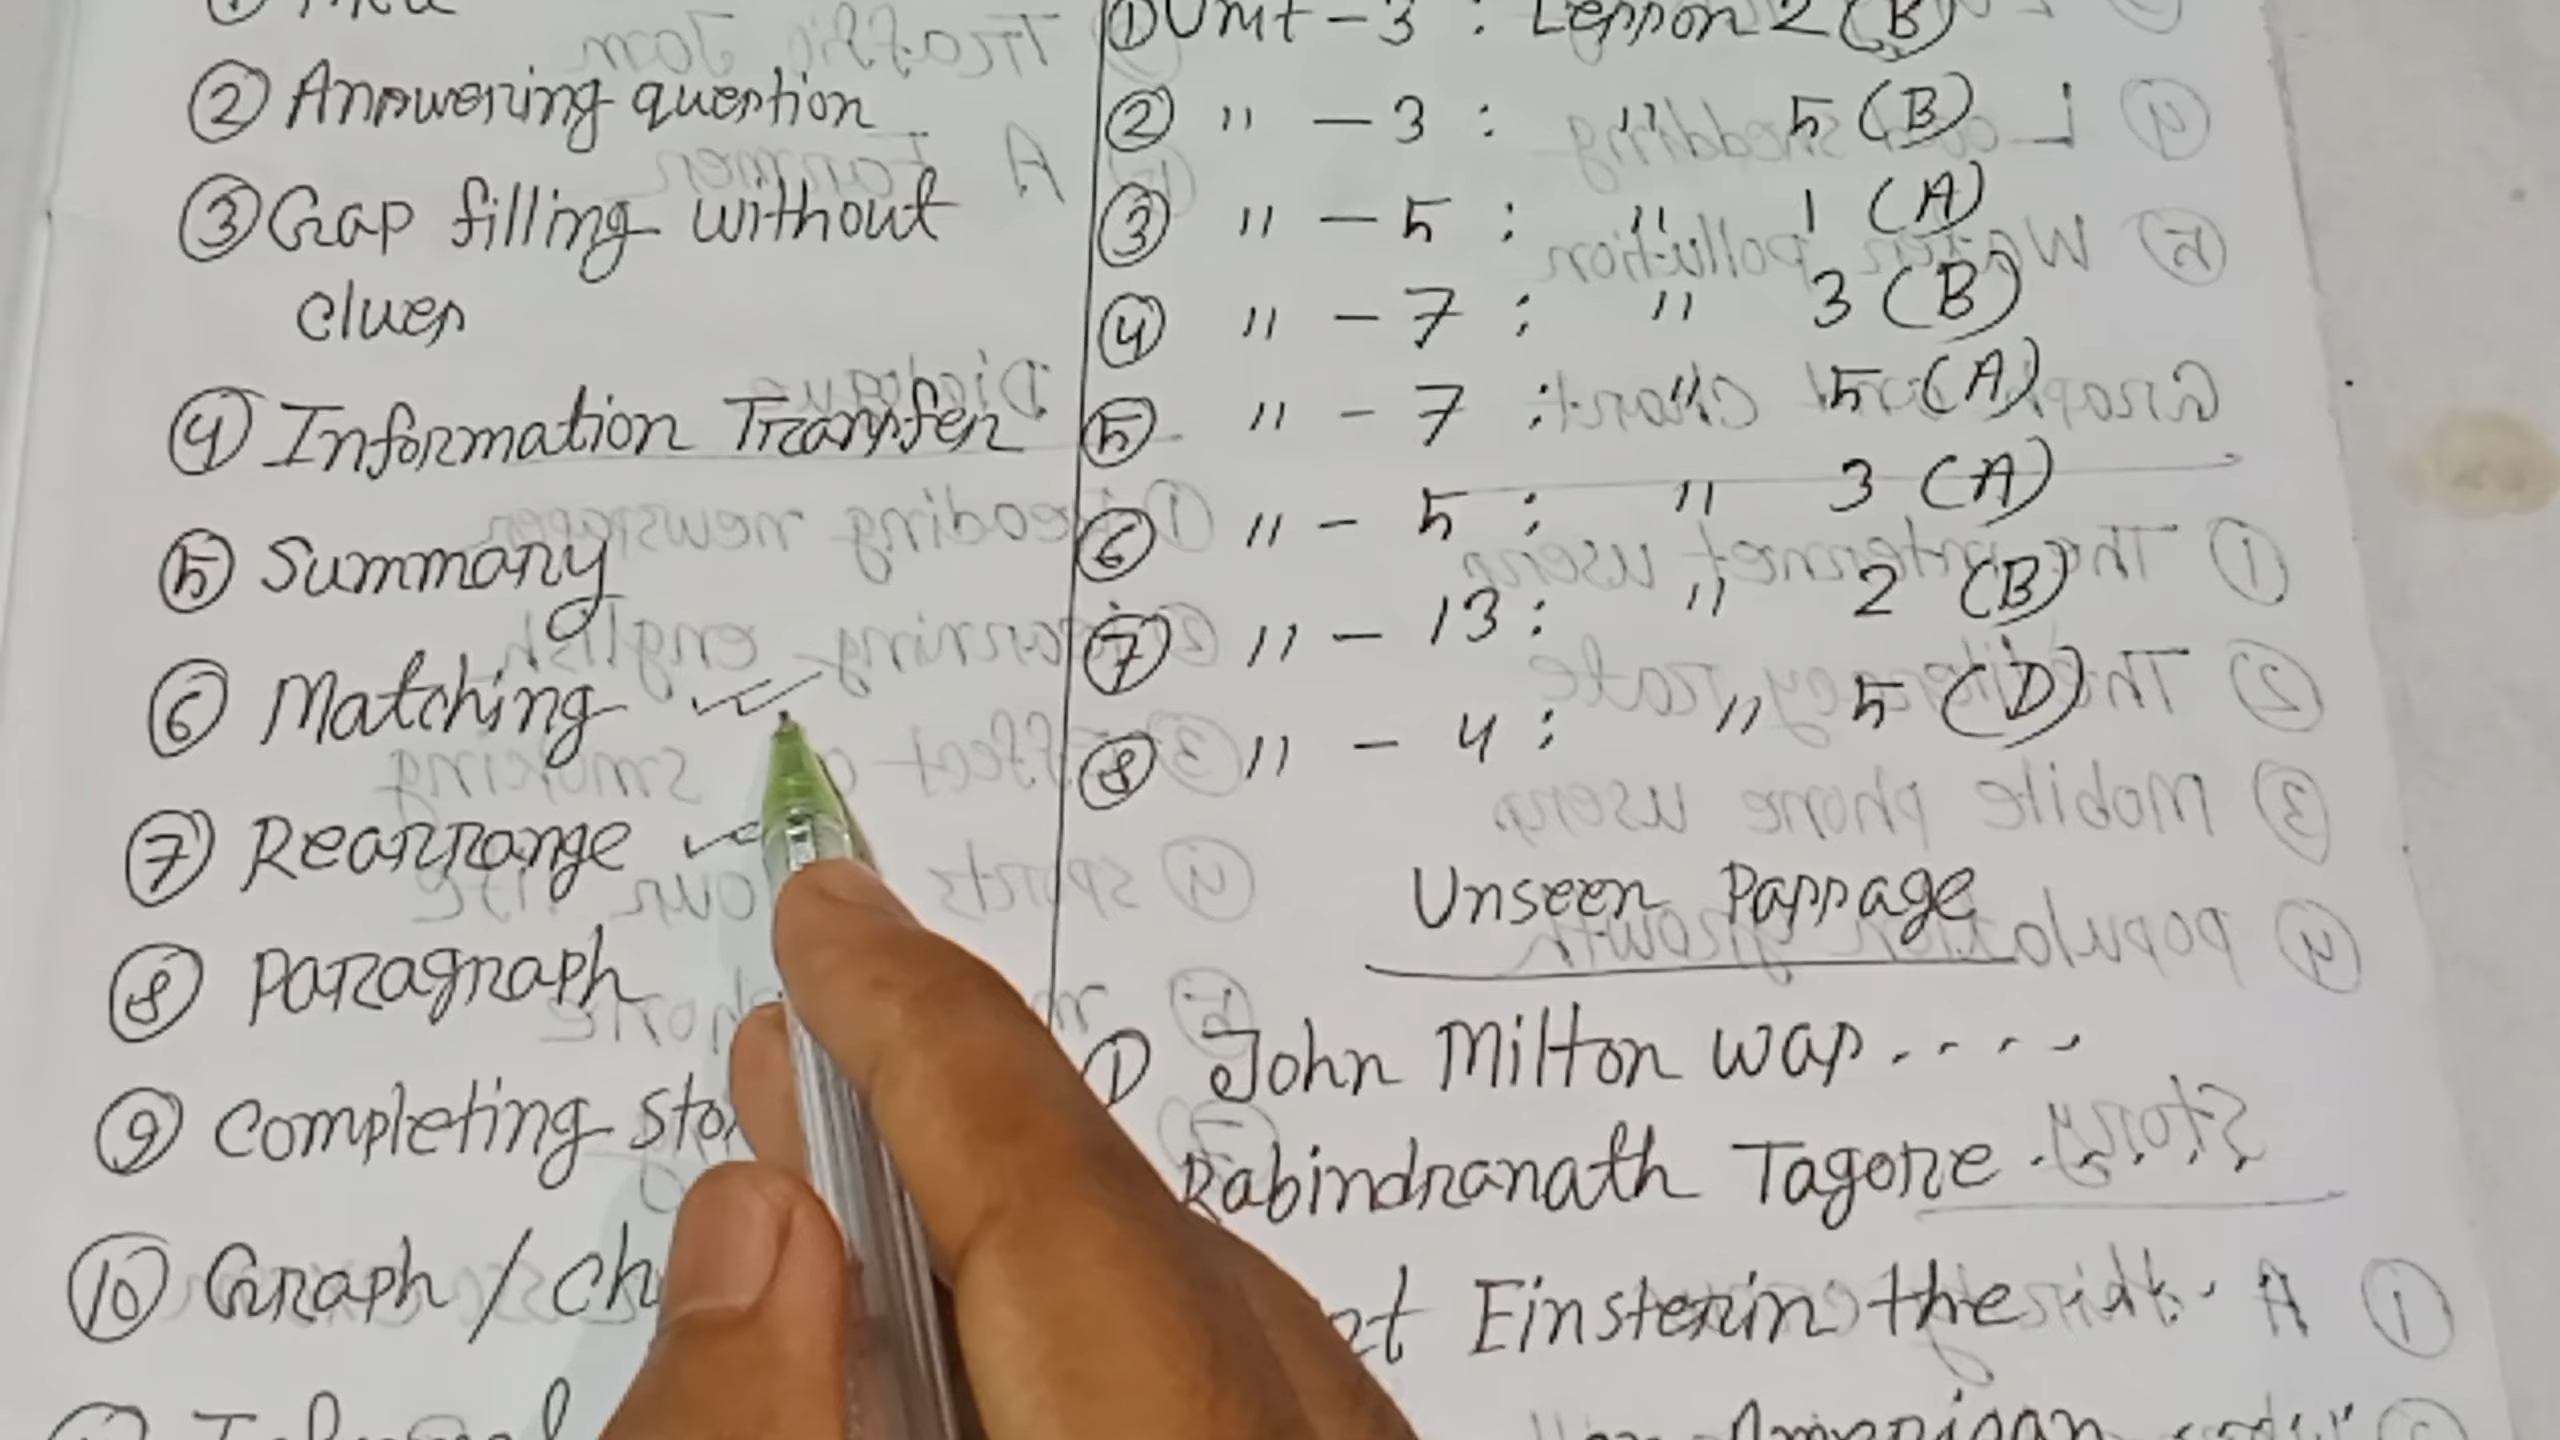 ② Answering question
③ Gap filling without
clues
④ Information Transfer
⑤ Summary
⑥ Matching
⑦ Rearrange
⑧ Paragraph
⑨ Completing
⑩ Graph /
① Unit - 3 : Lesson 2 (B)
② " - 3 : " 5 (B)
③ " - 5 : " 1 (A)
④ " - 7 : " 3 (B)
⑤ " - 7 : " 5 (A)
⑥ " - 5 : " 3 (A)
⑦ " - 13 : " 2 (B)
⑧ " - 4 : " 5 (D)
Unseen Passage
① John Milton was ....
Rabindranath Tagore .....
Einsterin the ...
American